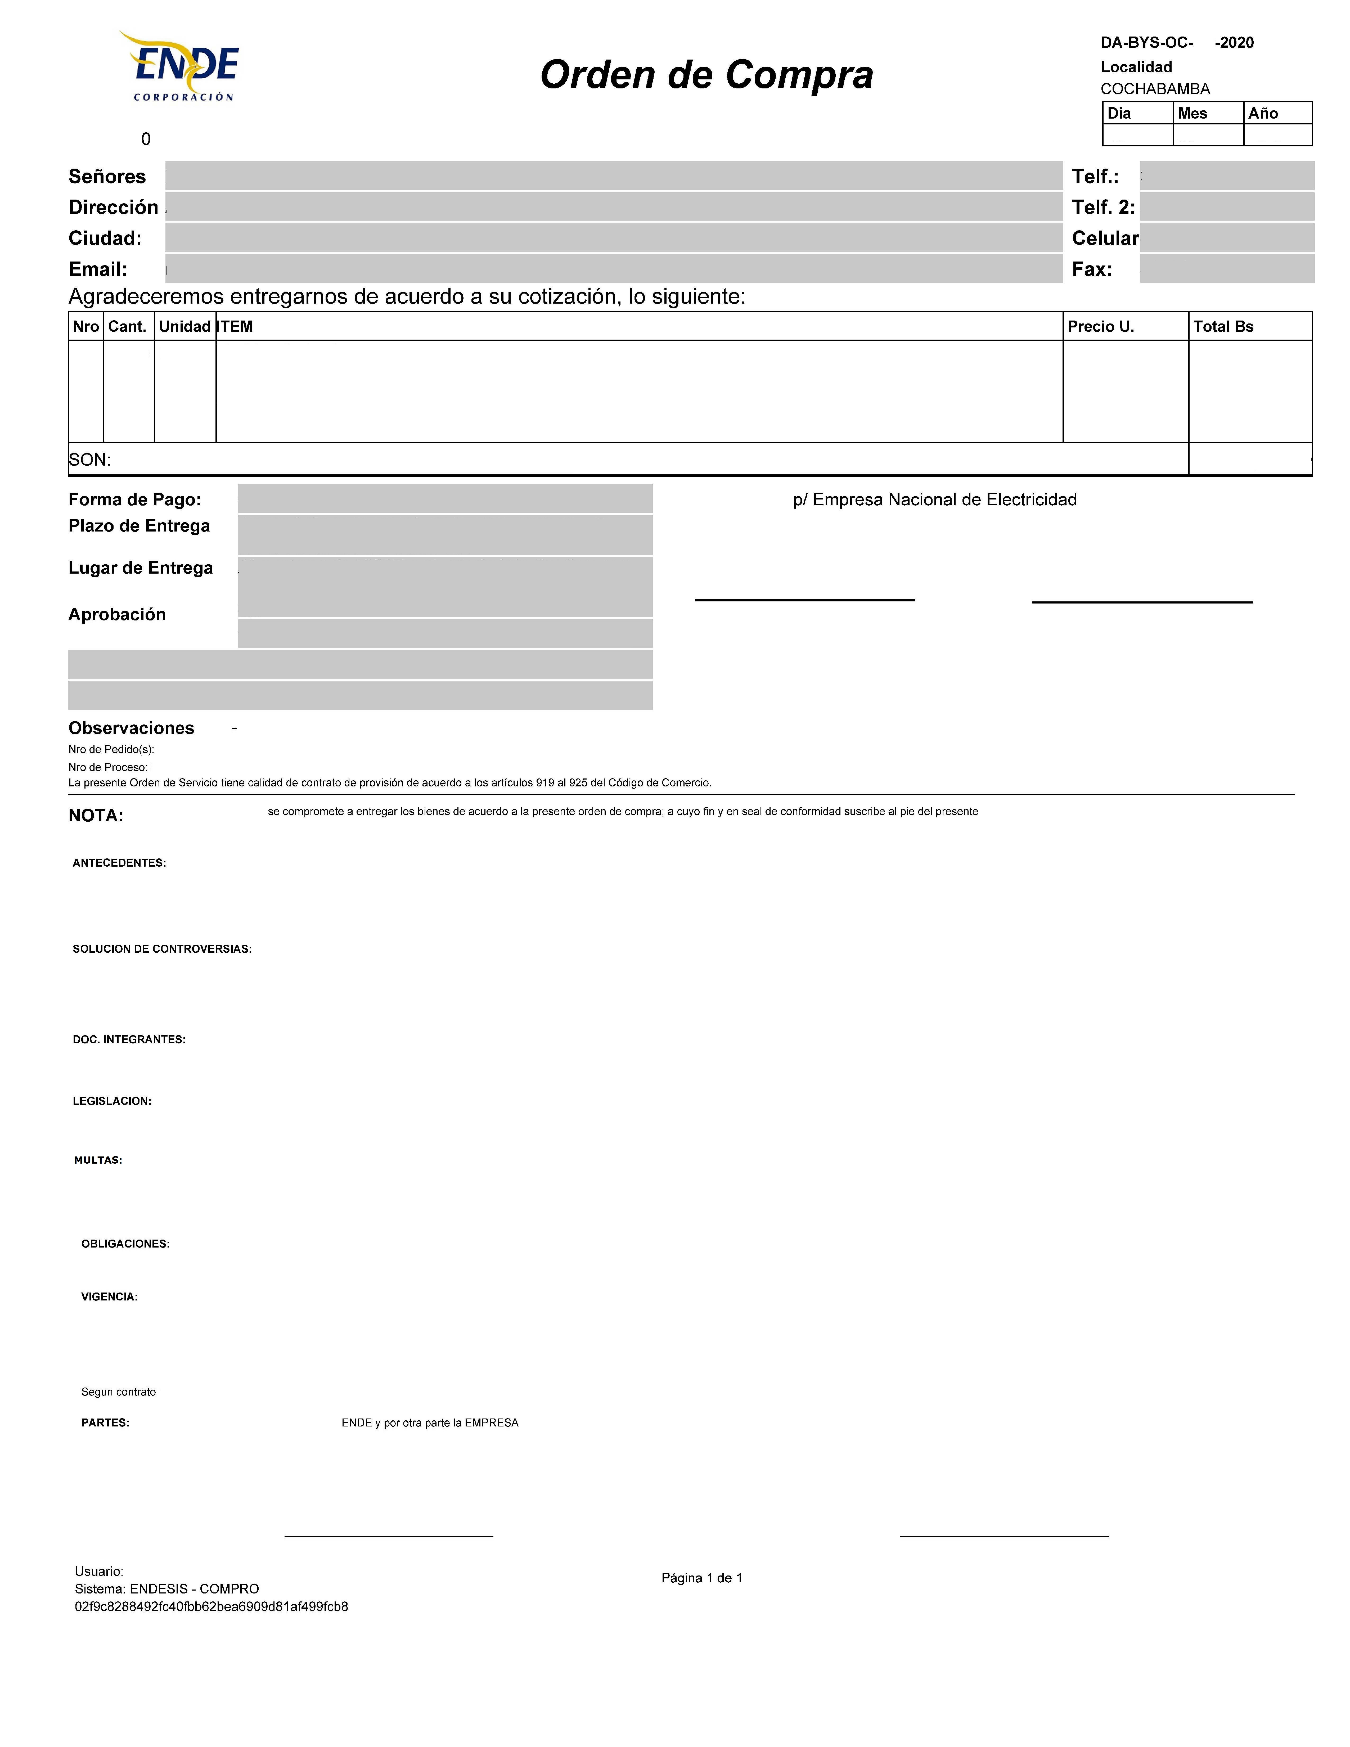 ENDE
CORPORACIÓN
Orden de Compra
DA-BYS-OC-     -2020
Localidad
COCHABAMBA
Dia Mes Año
0
Señores
Telf.:
Dirección
Telf. 2:
Ciudad:
Celular
Email:
Fax:
Agradeceremos entregarnos de acuerdo a su cotización, lo siguiente:
Nro Cant. Unidad ITEM Precio U. Total Bs
SON:
Forma de Pago:
p/ Empresa Nacional de Electricidad
Plazo de Entrega
Lugar de Entrega
Aprobación
Observaciones -
Nro de Pedido(s):
Nro de Proceso:
La presente Orden de Servicio tiene calidad de contrato de provisión de acuerdo a los artículos 919 al 925 del Código de Comercio.
NOTA: se compromete a entregar los bienes de acuerdo a la presente orden de compra, a cuyo fin y en seal de conformidad suscribe al pie del presente
ANTECEDENTES:
SOLUCION DE CONTROVERSIAS:
DOC. INTEGRANTES:
LEGISLACION:
MULTAS:
OBLIGACIONES:
VIGENCIA:
Segun contrato
PARTES: ENDE y por otra parte la EMPRESA
Usuario:
Página 1 de 1
Sistema: ENDESIS - COMPRO
02f9c8288492fc40fbb62bea6909d81af499fcb8